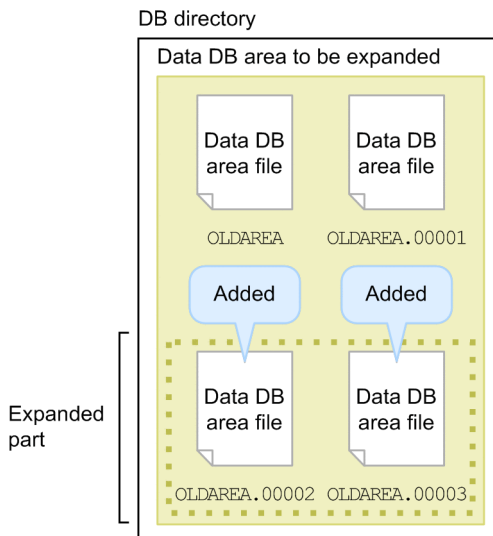 DB directory
Data DB area to be expanded
Data DB
area file
Data DB
area file
OLDAREA
OLDAREA.00001
Added
Added
Expanded
part
Data DB
area file
Data DB
area file
OLDAREA.00002
OLDAREA.00003